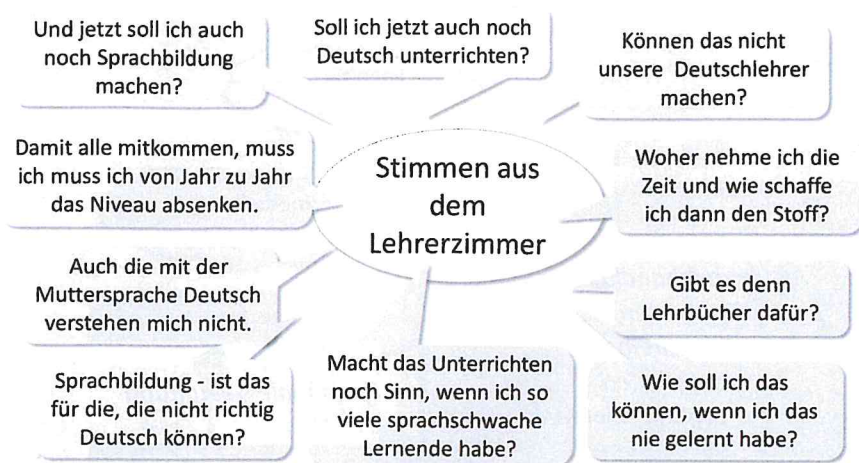 Und jetzt soll ich auch
noch Sprachbildung
machen?
Soll ich jetzt auch noch
Deutsch unterrichten?
Können das nicht
unsere Deutschlehrer
machen?
Damit alle mitkommen, muss
ich muss ich von Jahr zu Jahr
das Niveau absenken.
Stimmen aus
dem
Lehrerzimmer
Woher nehme ich die
Zeit und wie schaffe
ich dann den Stoff?
Auch die mit der
Muttersprache Deutsch
verstehen mich nicht.
Gibt es denn
Lehrbücher dafür?
Sprachbildung - ist das
für die, die nicht richtig
Deutsch können?
Macht das Unterrichten
noch Sinn, wenn ich so
viele sprachschwache
Lernende habe?
Wie soll ich das
können, wenn ich das
nie gelernt habe?